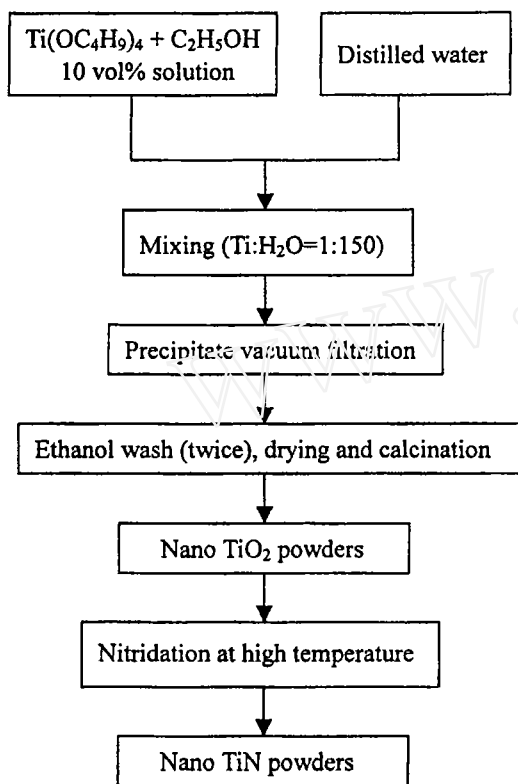 Ti(OC₄H₉)₄ + C₂H₅OH
10 vol% solution
Distilled water
Mixing (Ti:H₂O=1:150)
Precipitate vacuum filtration
Ethanol wash (twice), drying and calcination
Nano TiO₂ powders
Nitridation at high temperature
Nano TiN powders
www.